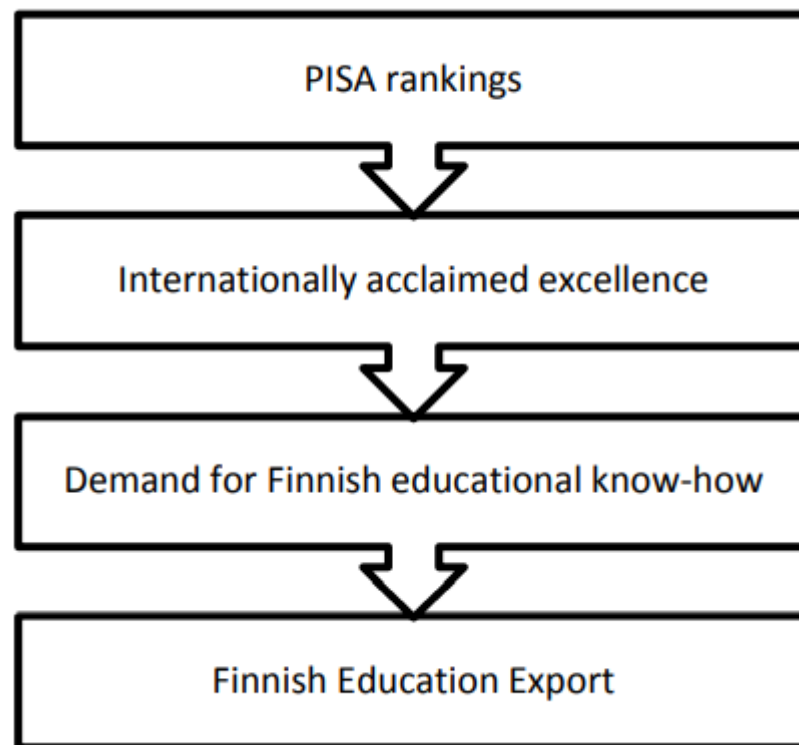 PISA rankings
Internationally acclaimed excellence
Demand for Finnish educational know-how
Finnish Education Export